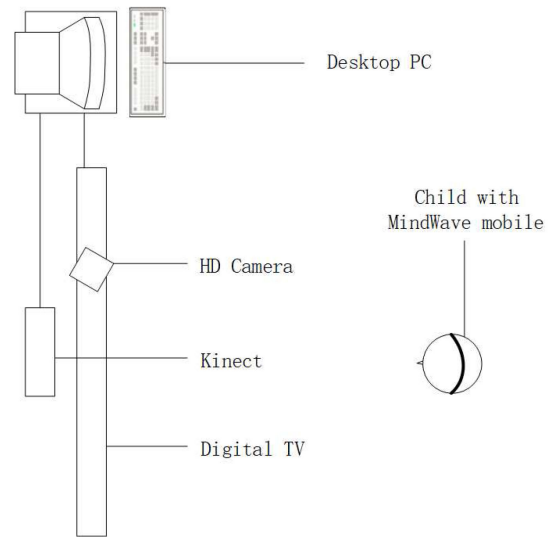 Desktop PC
Child with
MindWave mobile
HD Camera
Kinect
Digital TV